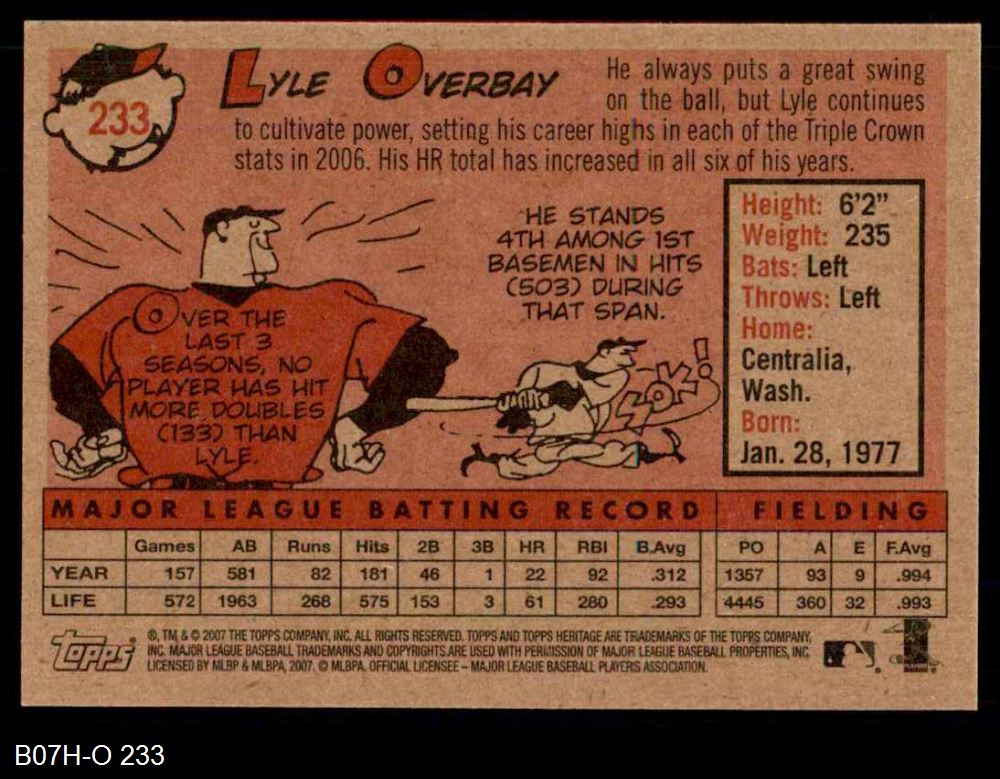 233
LYLE OVERBAY
He always puts a great swing
on the ball, but Lyle continues
to cultivate power, setting his career highs in each of the Triple Crown
stats in 2006. His HR total has increased in all six of his years.
OVER THE
LAST 3
SEASONS, NO
PLAYER HAS HIT
MORE DOUBLES
(133) THAN
LYLE.
HE STANDS
4TH AMONG 1ST
BASEMEN IN HITS
(503) DURING
THAT SPAN.
SOK!
Height: 6'2"
Weight: 235
Bats: Left
Throws: Left
Home:
Centralia,
Wash.
Born:
Jan. 28, 1977
MAJOR LEAGUE BATTING RECORD FIELDING
Games AB Runs Hits 2B 3B HR RBI B.Avg PO A E F.Avg
YEAR 157 581 82 181 46 1 22 92 .312 1357 93 9 .994
LIFE 572 1963 268 575 153 3 61 280 .293 4445 360 32 .993
Topps
®, TM & © 2007 THE TOPPS COMPANY, INC. ALL RIGHTS RESERVED. TOPPS AND TOPPS HERITAGE ARE TRADEMARKS OF THE TOPPS COMPANY,
INC. MAJOR LEAGUE BASEBALL TRADEMARKS AND COPYRIGHTS ARE USED WITH PERMISSION OF MAJOR LEAGUE BASEBALL PROPERTIES, INC.
LICENSED BY MLBP & MLBPA, 2007. © MLBPA, OFFICIAL LICENSEE – MAJOR LEAGUE BASEBALL PLAYERS ASSOCIATION.
B07H-O 233